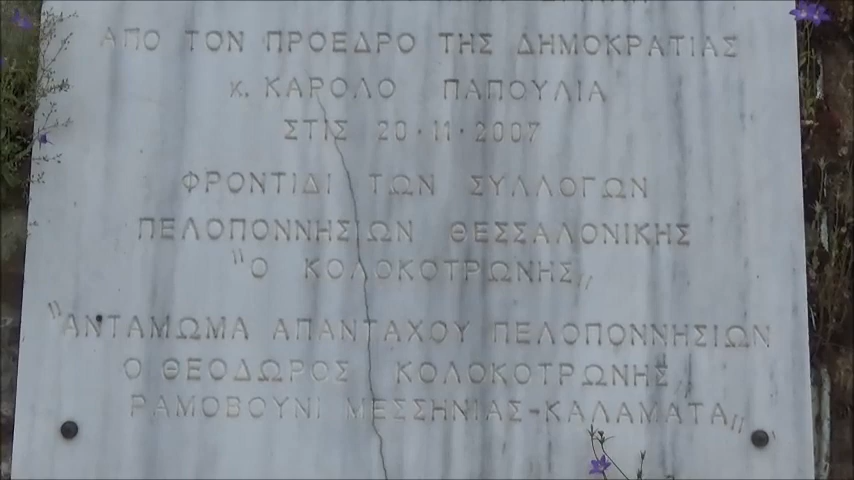 ΑΠΟ ΤΟΝ ΠΡΟΕΔΡΟ ΤΗΣ ΔΗΜΟΚΡΑΤΙΑΣ
κ. ΚΑΡΟΛΟ ΠΑΠΟΥΛΙΑ
ΣΤΙΣ 20·11·2007
ΦΡΟΝΤΙΔΙ ΤΩΝ ΣΥΛΛΟΓΩΝ
ΠΕΛΟΠΟΝΝΗΣΙΩΝ ΘΕΣΣΑΛΟΝΙΚΗΣ
"Ο ΚΟΛΟΚΟΤΡΩΝΗΣ"
"ΑΝΤΑΜΩΜΑ ΑΠΑΝΤΑΧΟΥ ΠΕΛΟΠΟΝΝΗΣΙΩΝ
Ο ΘΕΟΔΩΡΟΣ ΚΟΛΟΚΟΤΡΩΝΗΣ
ΡΑΜΟΒΟΥΝΙ ΜΕΣΣΗΝΙΑΣ-ΚΑΛΑΜΑΤΑ"